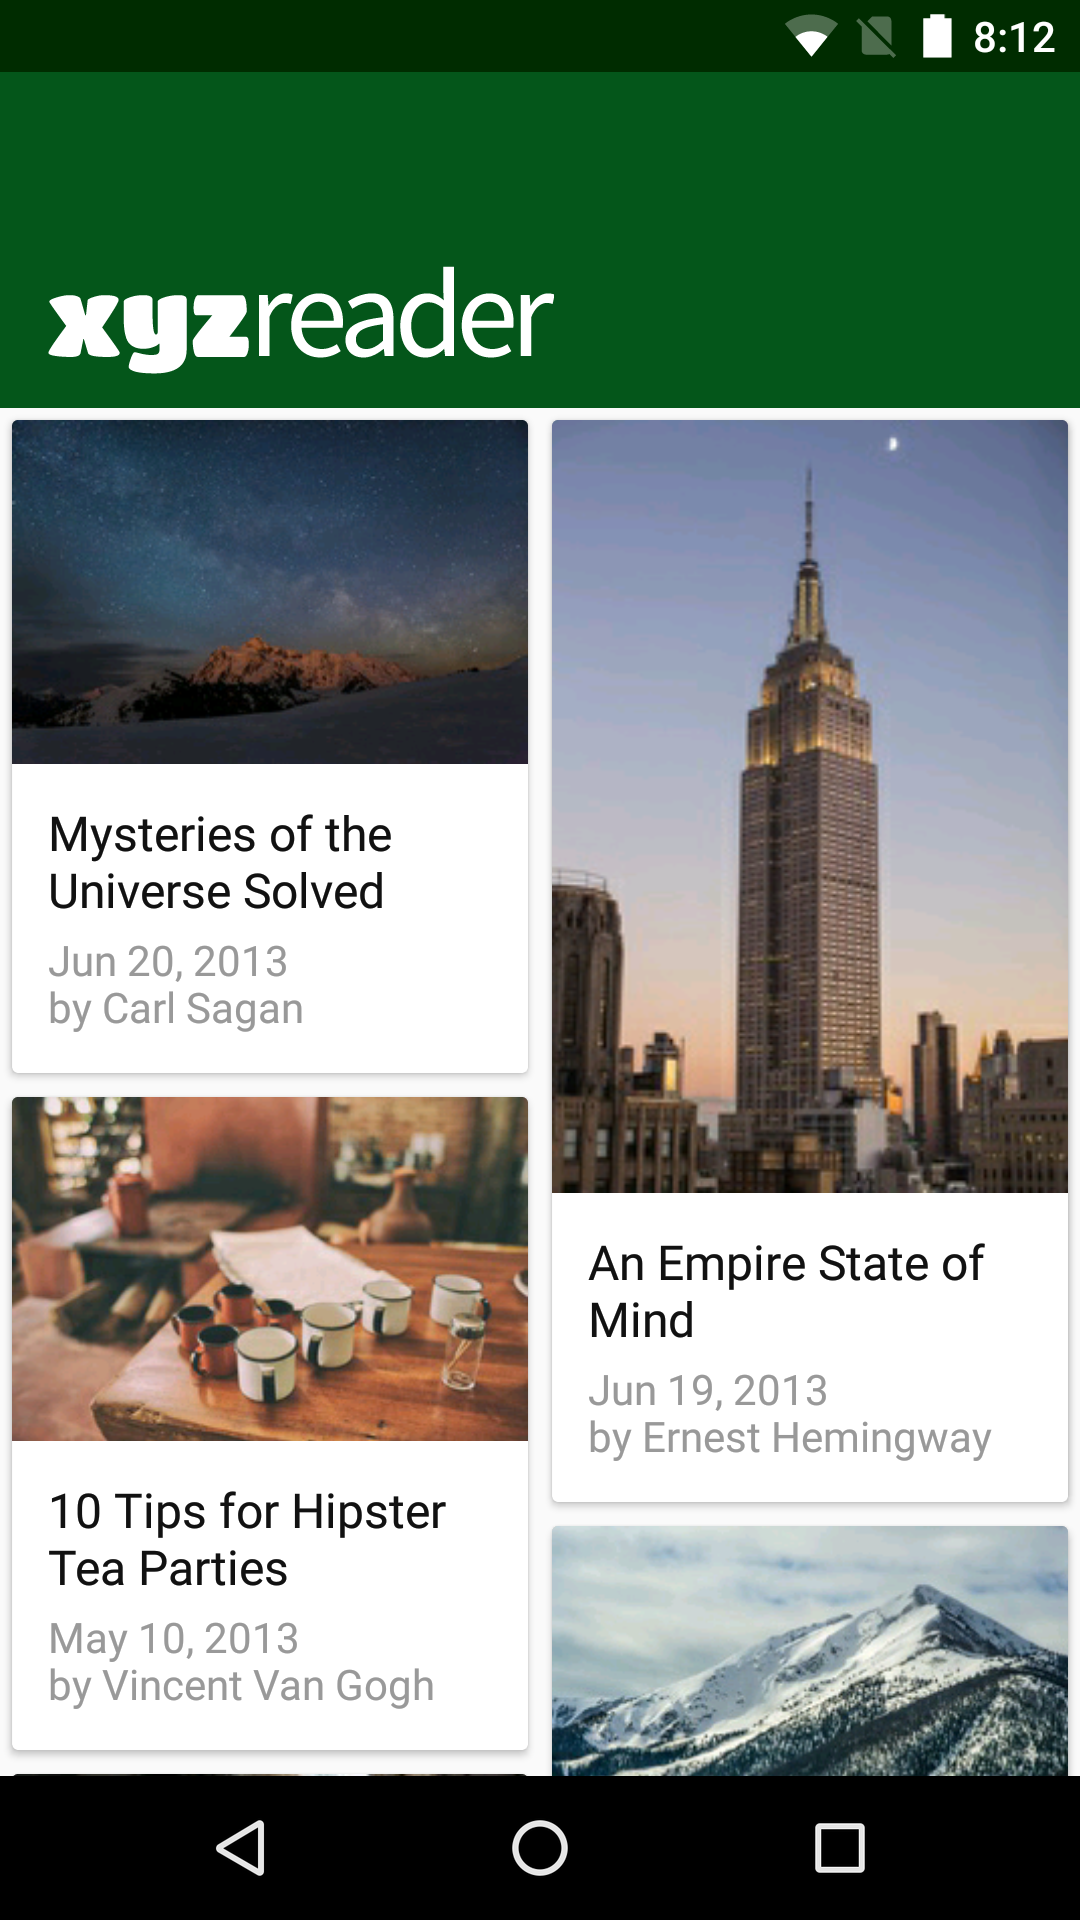 8:12
xyzreader
Mysteries of the
Universe Solved
Jun 20, 2013
by Carl Sagan
An Empire State of
Mind
Jun 19, 2013
by Ernest Hemingway
10 Tips for Hipster
Tea Parties
May 10, 2013
by Vincent Van Gogh